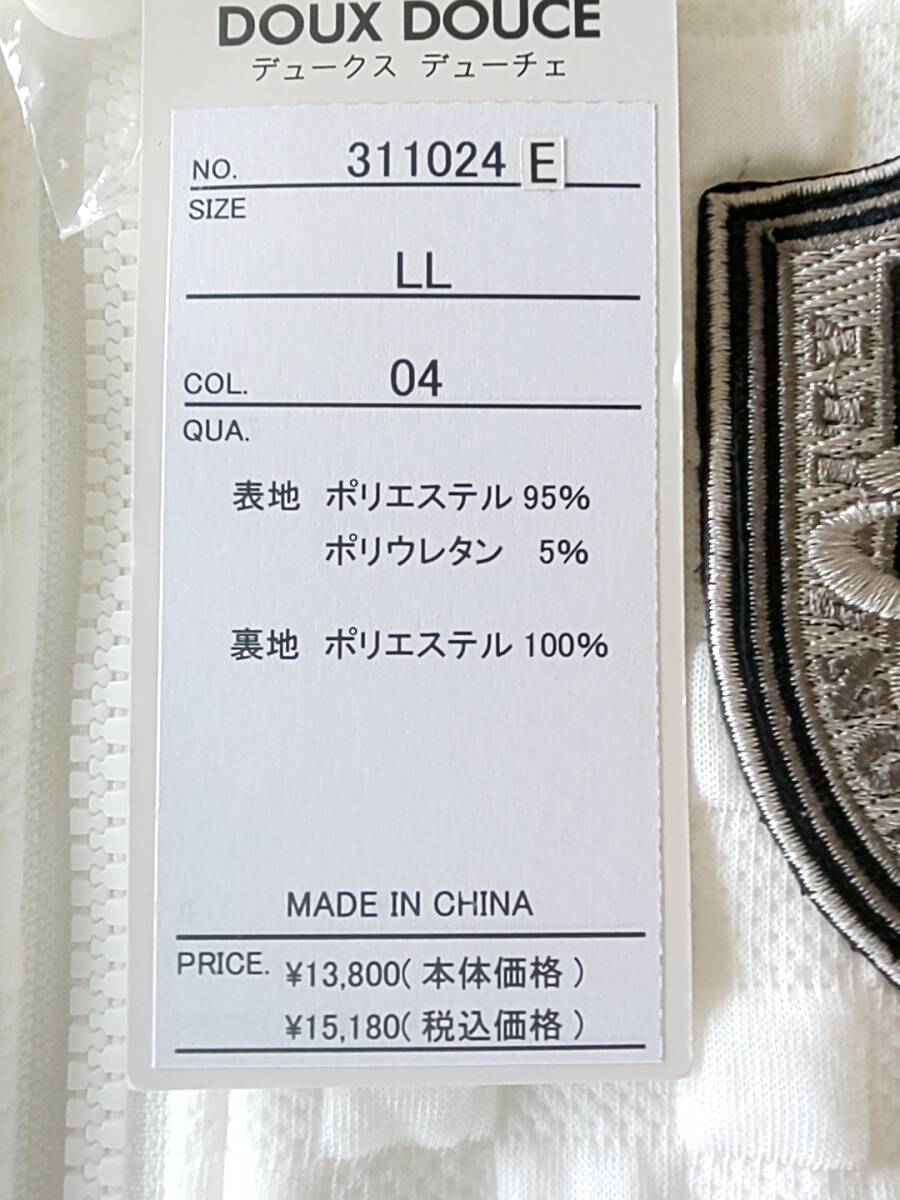 DOUX DOUCE
デュークス デューチェ
NO. 311024 E
SIZE
LL
COL. 04
QUA.
表地 ポリエステル 95%
ポリウレタン 5%
裏地 ポリエステル 100%
MADE IN CHINA
PRICE. ¥13,800(本体価格)
¥15,180(税込価格)